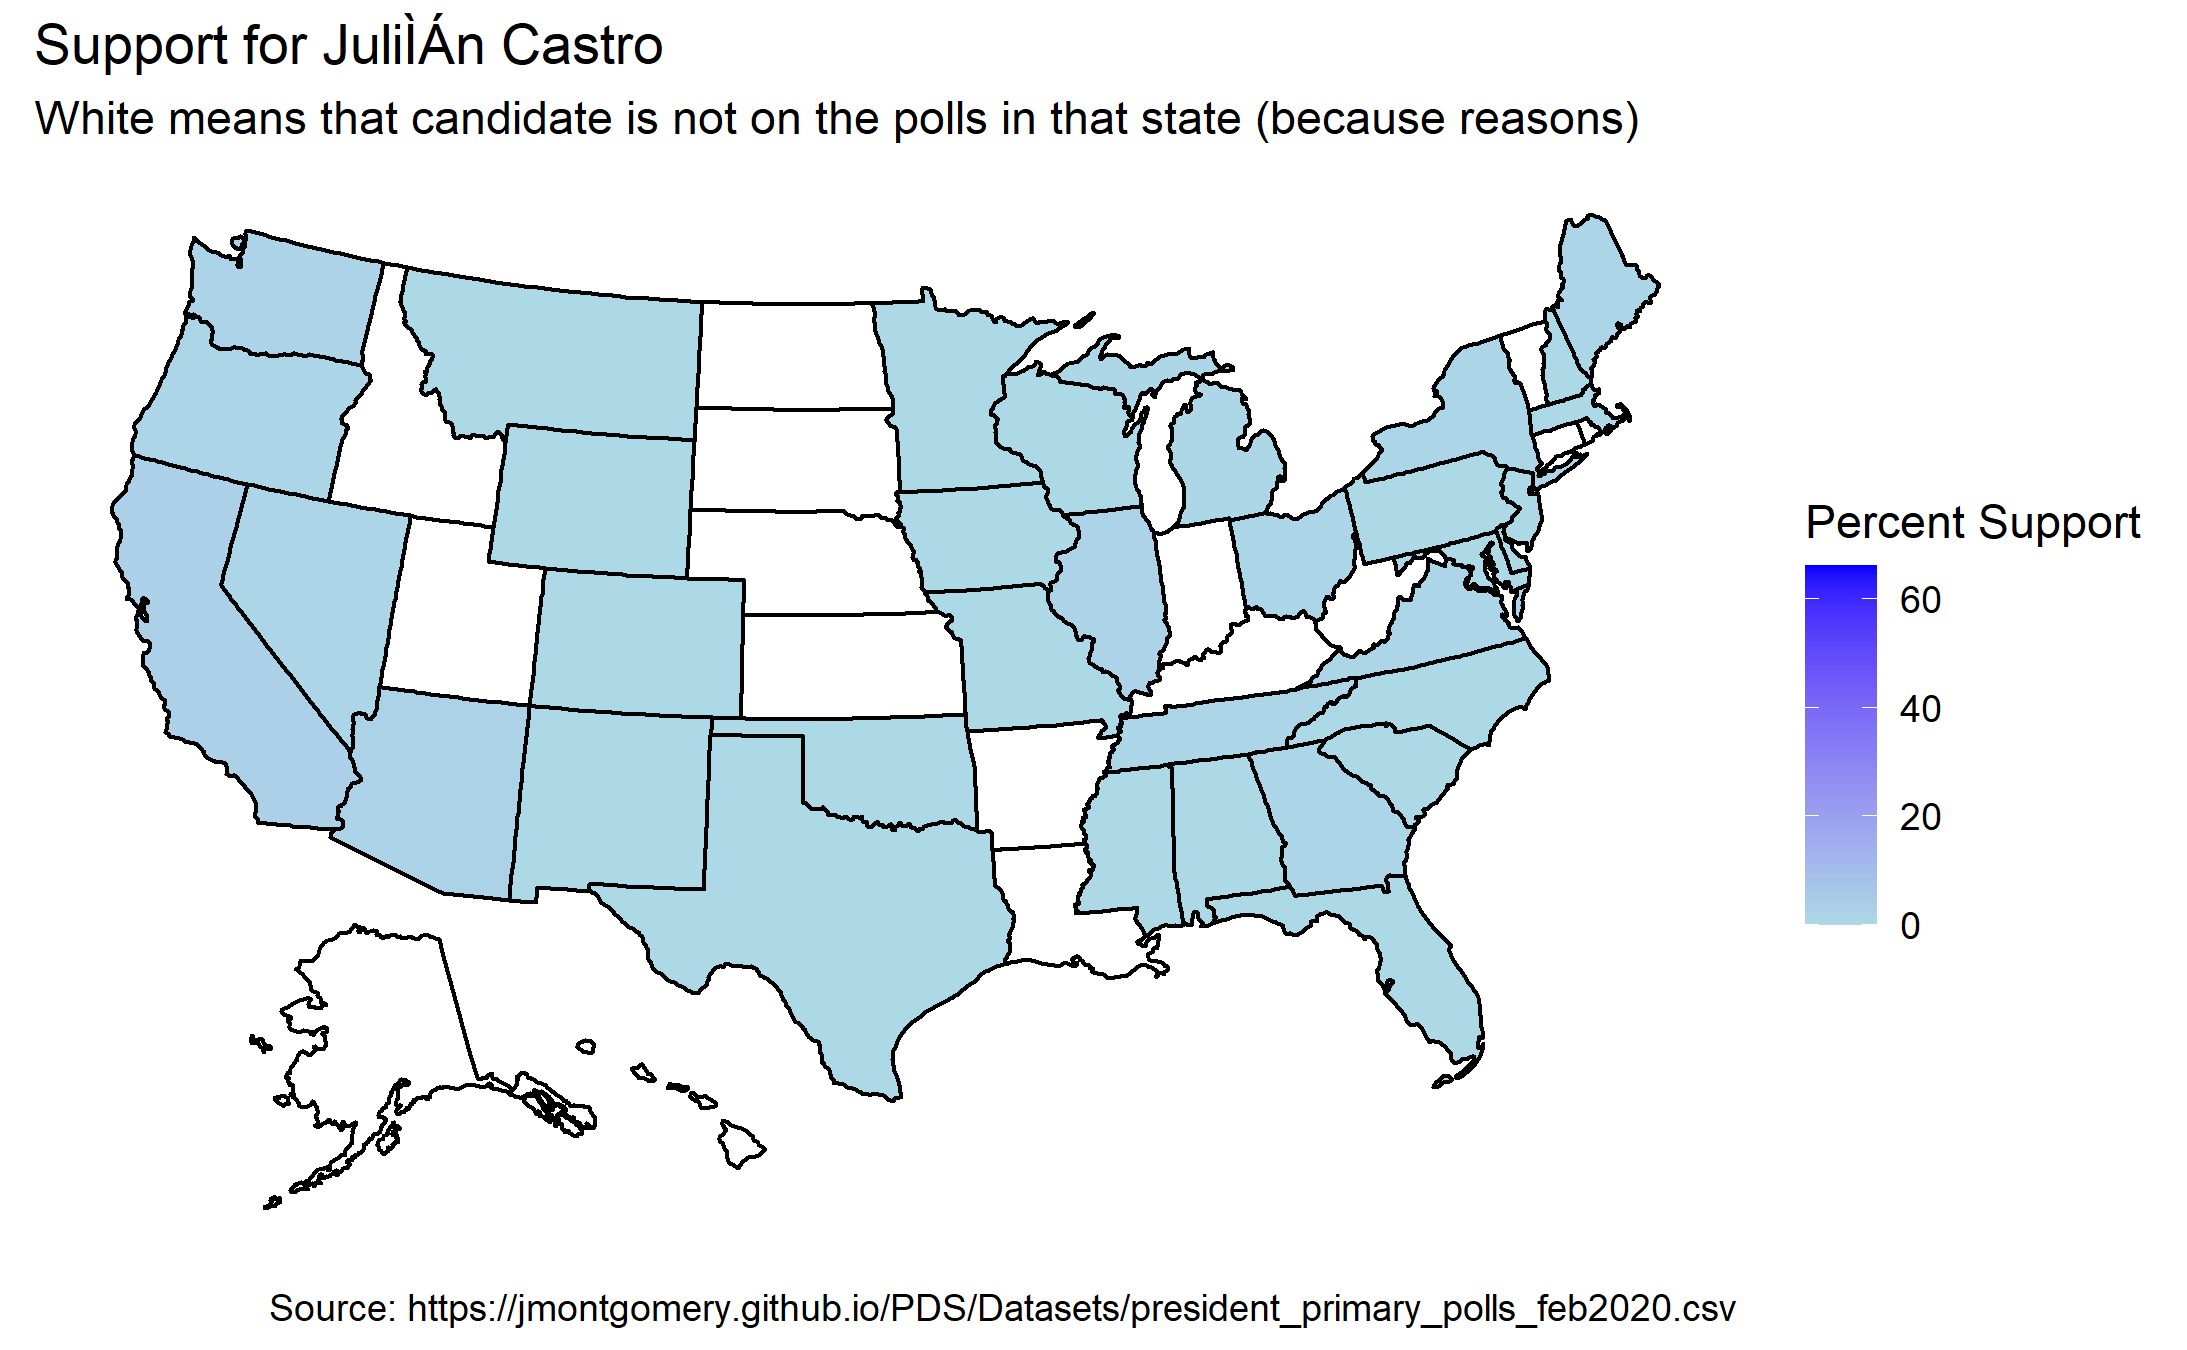 Support for JuliÌÁn Castro
White means that candidate is not on the polls in that state (because reasons)
Percent Support
60
40
20
0
Source: https://jmontgomery.github.io/PDS/Datasets/president_primary_polls_feb2020.csv